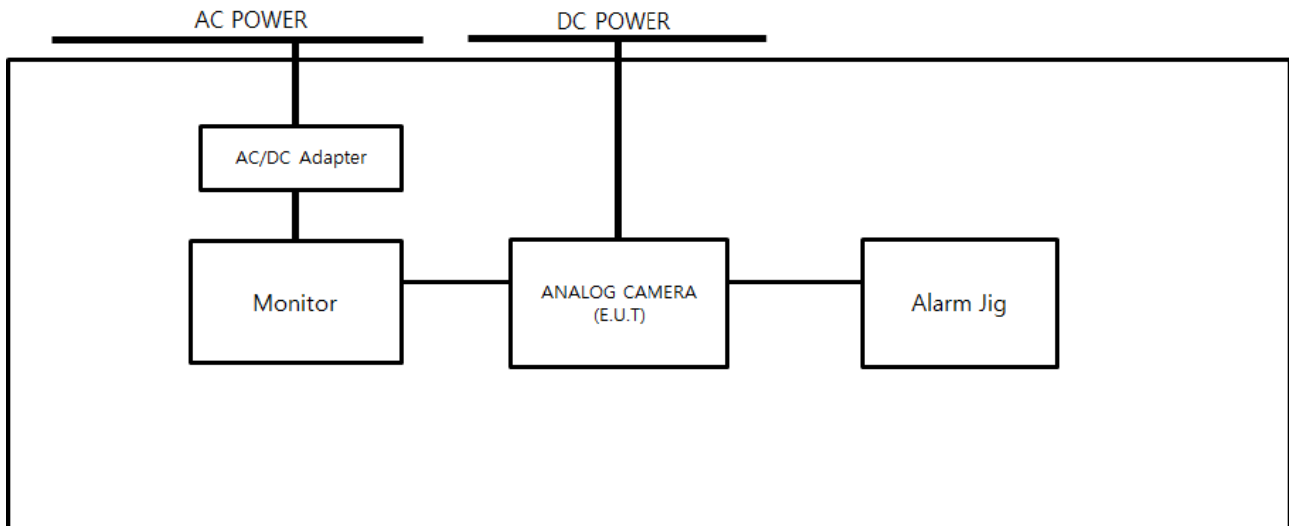 AC POWER
DC POWER
AC/DC Adapter
Monitor
ANALOG CAMERA
(E.U.T)
Alarm Jig